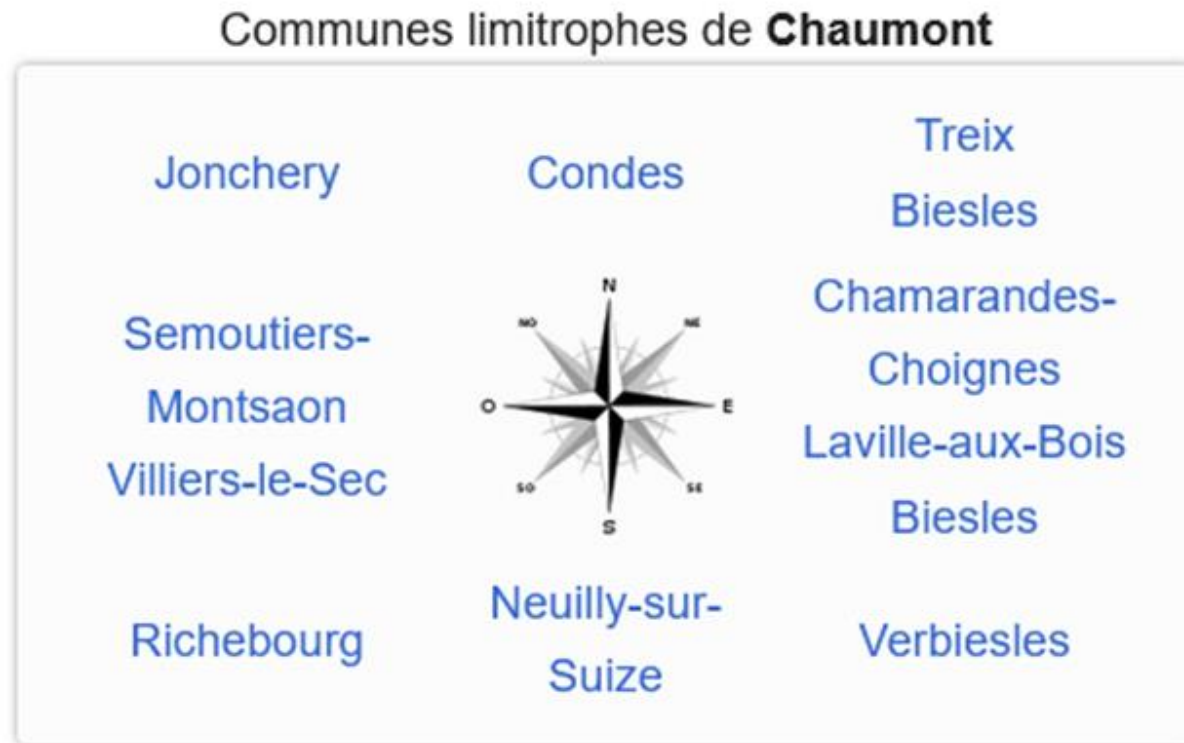 Communes limitrophes de Chaumont
Jonchery
Condes
Treix
Biesles
Semoutiers-
Montsaon
Villiers-le-Sec
N
NO
NE
O
E
SO
SE
S
Chamarandes-
Choignes
Laville-aux-Bois
Biesles
Richebourg
Neuilly-sur-
Suize
Verbiesles